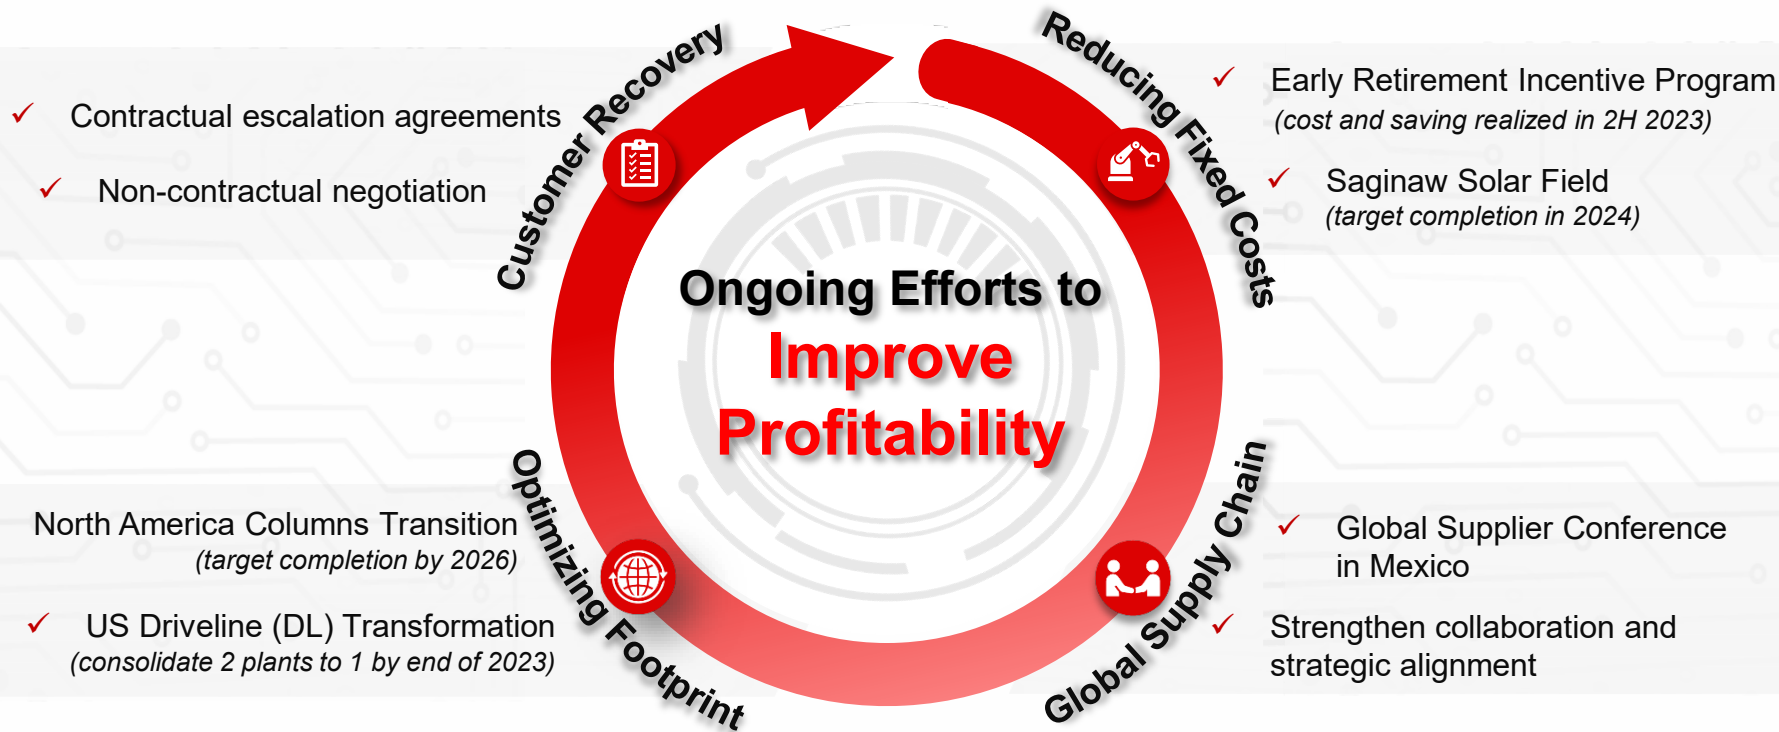 Customer Recovery
✓ Contractual escalation agreements
✓ Non-contractual negotiation
Reducing Fixed Costs
✓ Early Retirement Incentive Program
(cost and saving realized in 2H 2023)
✓ Saginaw Solar Field
(target completion in 2024)
Ongoing Efforts to
Improve
Profitability
Optimizing Footprint
North America Columns Transition
(target completion by 2026)
✓ US Driveline (DL) Transformation
(consolidate 2 plants to 1 by end of 2023)
Global Supply Chain
✓ Global Supplier Conference
in Mexico
✓ Strengthen collaboration and
strategic alignment